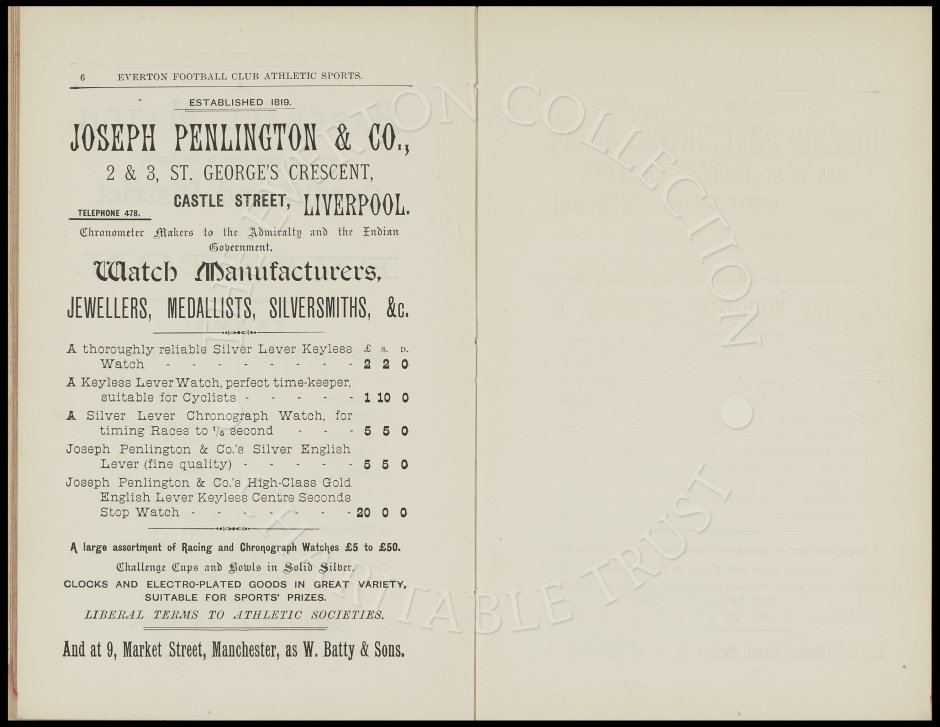 6 EVERTON FOOTBALL CLUB ATHLETIC SPORTS.
ESTABLISHED 1819.
JOSEPH PENLINGTON & CO.,
2 & 3, ST. GEORGE'S CRESCENT,
CASTLE STREET, LIVERPOOL.
TELEPHONE 478.
Chronometer Makers to the Admiralty and the Indian
Government.
Watch Manufacturers,
JEWELLERS, MEDALLISTS, SILVERSMITHS, &c.
A thoroughly reliable Silver Lever Keyless £ S. D.
Watch - - - - - - - - 2 2 0
A Keyless Lever Watch, perfect time-keeper,
suitable for Cyclists - - - - - 1 10 0
A Silver Lever Chronograph Watch, for
timing Races to 1/5 second - - - 5 5 0
Joseph Penlington & Co.'s Silver English
Lever (fine quality) - - - - - 5 5 0
Joseph Penlington & Co.'s High-Class Gold
English Lever Keyless Centre Seconds
Stop Watch - - - - - - - 20 0 0
A large assortment of Racing and Chronograph Watches £5 to £50.
Challenge Cups and Bowls in Solid Silver.
CLOCKS AND ELECTRO-PLATED GOODS IN GREAT VARIETY,
SUITABLE FOR SPORTS' PRIZES.
LIBERAL TERMS TO ATHLETIC SOCIETIES.
And at 9, Market Street, Manchester, as W. Batty & Sons.
THE EVERTON COLLECTION
CHARITABLE TRUST